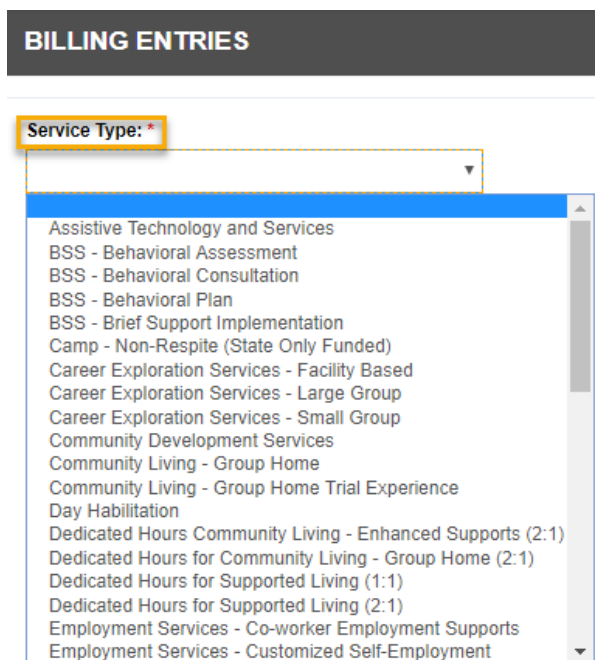 BILLING ENTRIES
Service Type: *
Assistive Technology and Services
BSS - Behavioral Assessment
BSS - Behavioral Consultation
BSS - Behavioral Plan
BSS - Brief Support Implementation
Camp - Non-Respite (State Only Funded)
Career Exploration Services - Facility Based
Career Exploration Services - Large Group
Career Exploration Services - Small Group
Community Development Services
Community Living - Group Home
Community Living - Group Home Trial Experience
Day Habilitation
Dedicated Hours Community Living - Enhanced Supports (2:1)
Dedicated Hours for Community Living - Group Home (2:1)
Dedicated Hours for Supported Living (1:1)
Dedicated Hours for Supported Living (2:1)
Employment Services - Co-worker Employment Supports
Employment Services - Customized Self-Employment